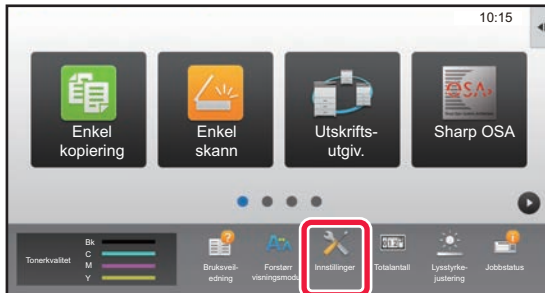 10:15
Enkel
kopiering
Enkel
skann
Utskrifts-
utgiv.
Sharp OSA
Tonerkvalitet
Bk
C
M
Y
Bruksveil-
edning
Forstørr
visningsmodu
Innstillinger
Totalantall
Lysstyrke-
justering
Jobbstatus